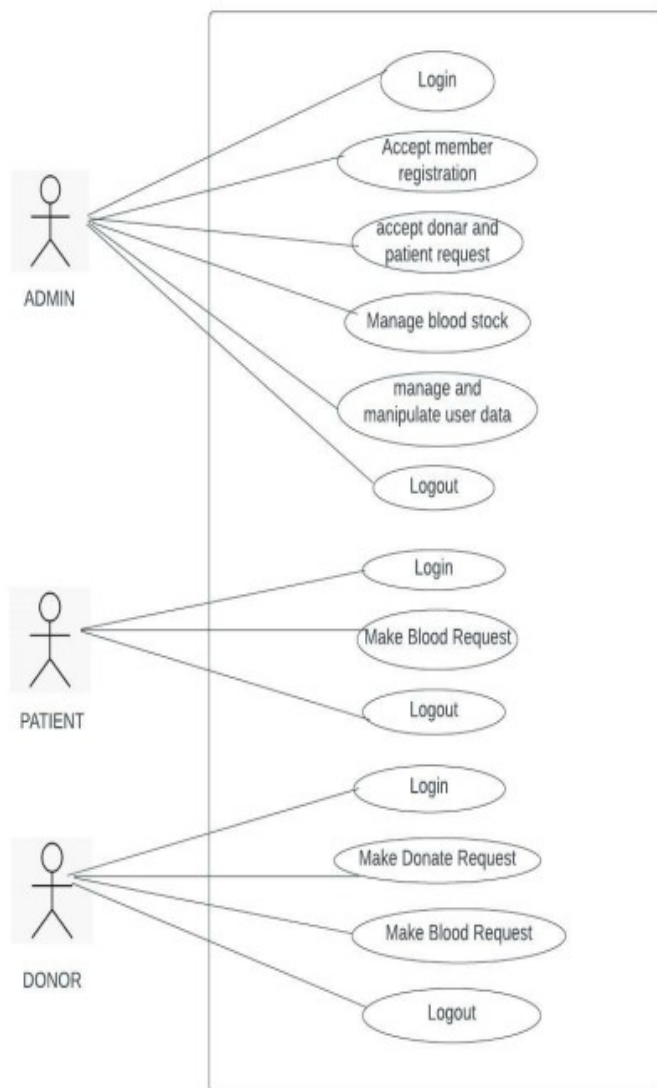 Login
Accept member
registration
accept donar and
patient request
ADMIN
Manage blood stock
manage and
manipulate user data
Logout
Login
Make Blood Request
PATIENT
Logout
Login
Make Donate Request
Make Blood Request
DONOR
Logout